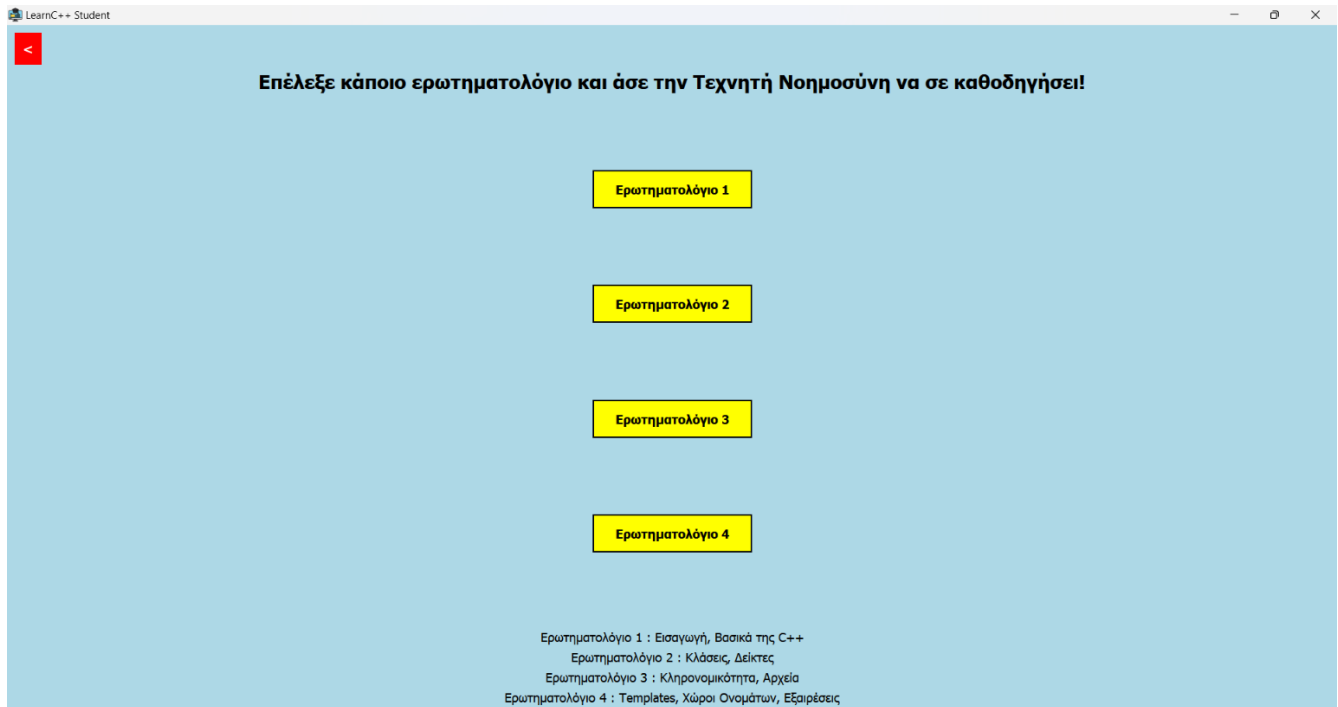 LearnC++ Student
<
Επέλεξε κάποιο ερωτηματολόγιο και άσε την Τεχνητή Νοημοσύνη να σε καθοδηγήσει!
Ερωτηματολόγιο 1
Ερωτηματολόγιο 2
Ερωτηματολόγιο 3
Ερωτηματολόγιο 4
Ερωτηματολόγιο 1 : Εισαγωγή, Βασικά της C++
Ερωτηματολόγιο 2 : Κλάσεις, Δείκτες
Ερωτηματολόγιο 3 : Κληρονομικότητα, Αρχεία
Ερωτηματολόγιο 4 : Templates, Χώροι Ονομάτων, Εξαιρέσεις